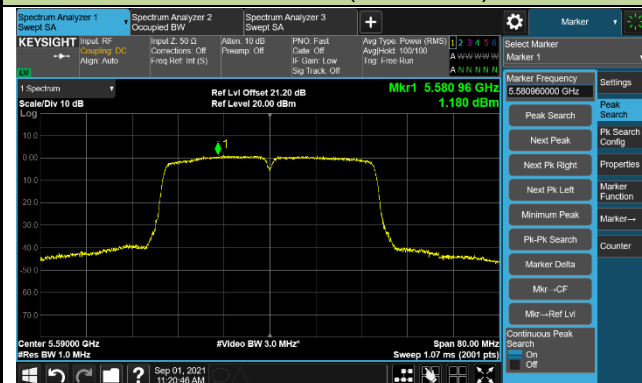 Spectrum Analyzer 1
Swept SA
Spectrum Analyzer 2
Occupied BW
Spectrum Analyzer 3
Swept SA
Marker
KEYSIGHT
Input: RF
Coupling: DC
Align: Auto
Input Z: 50 Ω
Corrections: Off
Freq Ref: Int (S)
Atten: 10 dB
Preamp: Off
PNO: Fast
Gate: Off
IF Gain: Low
Sig Track: Off
Avg Type: Power (RMS)
Avg|Hold: 100/100
Trig: Free Run
1 2 3 4 5 6
A W W W W W
A N N N N N
Select Marker
Marker 1
LXI
1 Spectrum
Scale/Div 10 dB
Log
Ref Lvl Offset 21.20 dB
Ref Level 20.00 dBm
Mkr1 5.580 96 GHz
1.180 dBm
10.0
0.00
-10.0
-20.0
-30.0
-40.0
-50.0
-60.0
-70.0
1
Center 5.59000 GHz
#Res BW 1.0 MHz
#Video BW 3.0 MHz*
Span 80.00 MHz
Sweep 1.07 ms (2001 pts)
Marker Frequency
5.580960000 GHz
Peak Search
Next Peak
Next Pk Right
Next Pk Left
Minimum Peak
Pk-Pk Search
Marker Delta
Mkr→CF
Mkr→Ref Lvl
Continuous Peak
Search
On
Off
Settings
Peak
Search
Pk Search
Config
Properties
Marker
Function
Marker→
Counter
?
Sep 01, 2021
11:20:46 AM